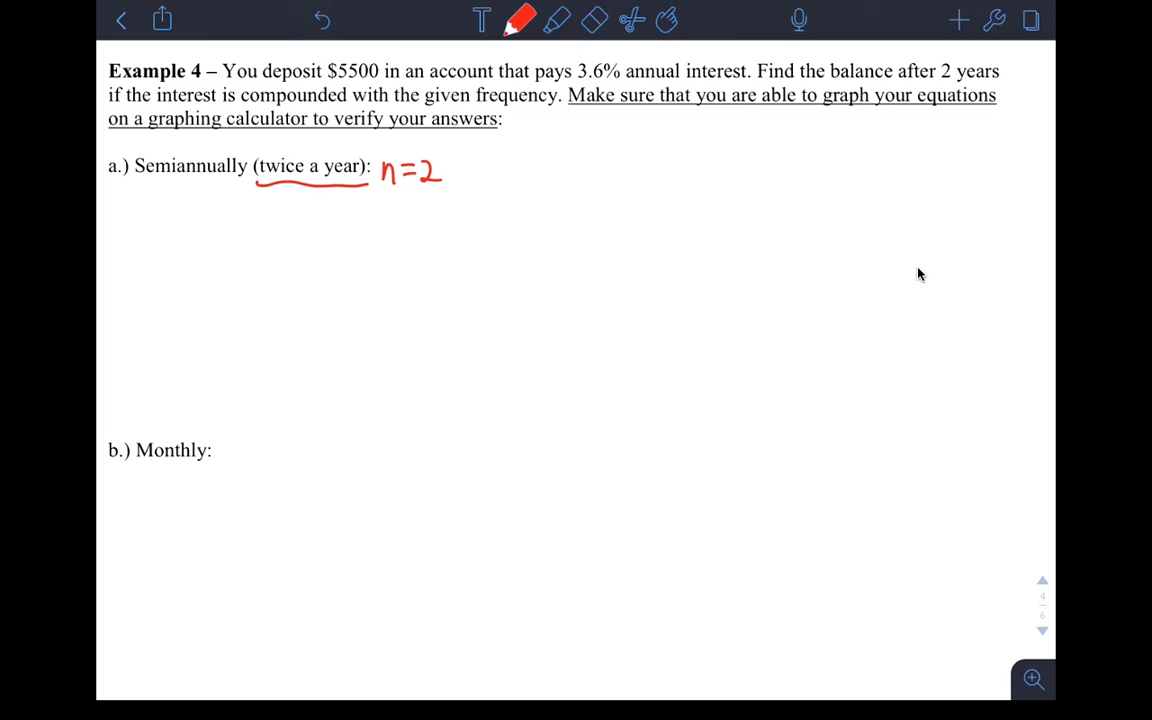 T
Example 4 – You deposit $5500 in an account that pays 3.6% annual interest. Find the balance after 2 years
if the interest is compounded with the given frequency. Make sure that you are able to graph your equations
on a graphing calculator to verify your answers:
a.) Semiannually (twice a year): n=2
b.) Monthly:
4
6